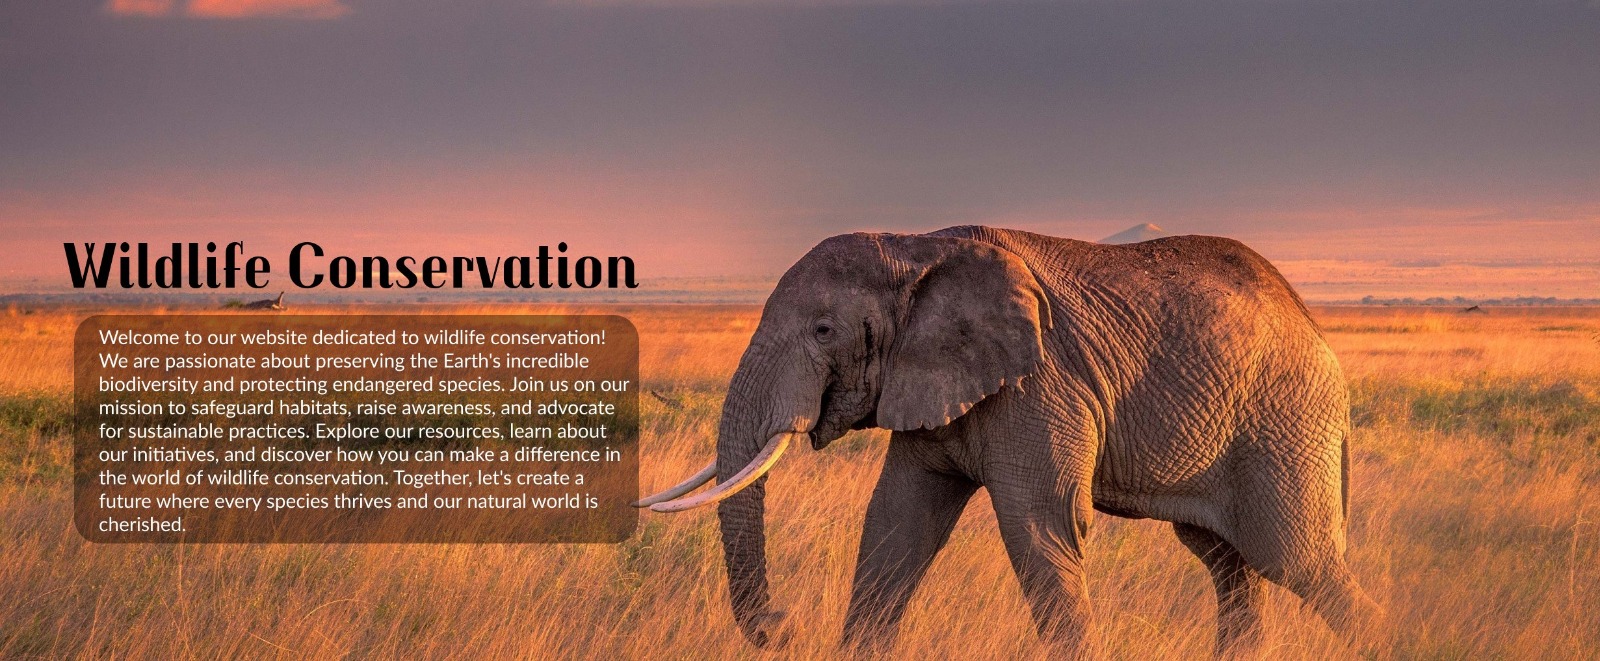 Wildlife Conservation
Welcome to our website dedicated to wildlife conservation!
We are passionate about preserving the Earth's incredible
biodiversity and protecting endangered species. Join us on our
mission to safeguard habitats, raise awareness, and advocate
for sustainable practices. Explore our resources, learn about
our initiatives, and discover how you can make a difference in
the world of wildlife conservation. Together, let's create a
future where every species thrives and our natural world is
cherished.